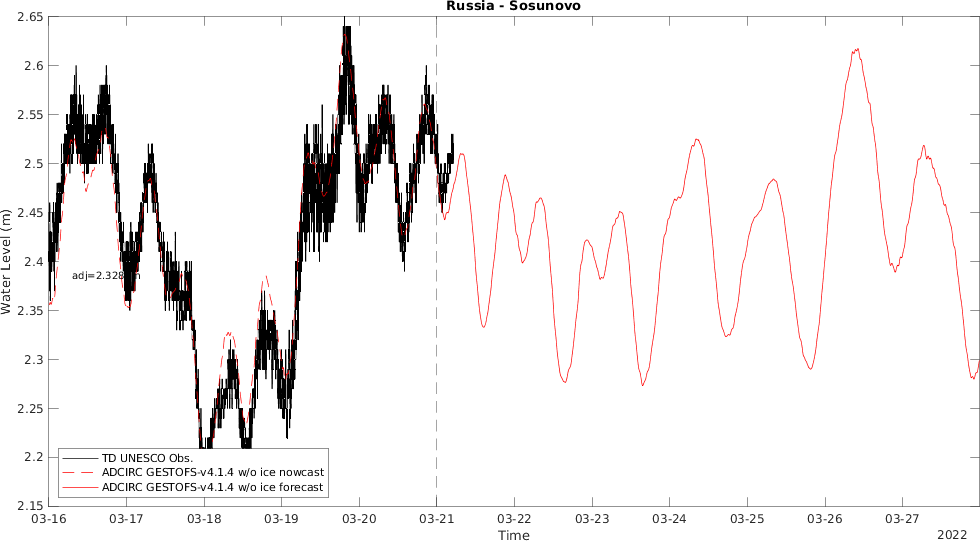 Russia - Sosunovo
2.65
2.6
2.55
2.5
2.45
2.4
2.35
2.3
2.25
2.2
2.15
Water Level (m)
adj=2.328
TD UNESCO Obs.
ADCIRC GESTOFS-v4.1.4 w/o ice nowcast
ADCIRC GESTOFS-v4.1.4 w/o ice forecast
03-16 03-17 03-18 03-19 03-20 03-21 03-22 03-23 03-24 03-25 03-26 03-27
Time
2022